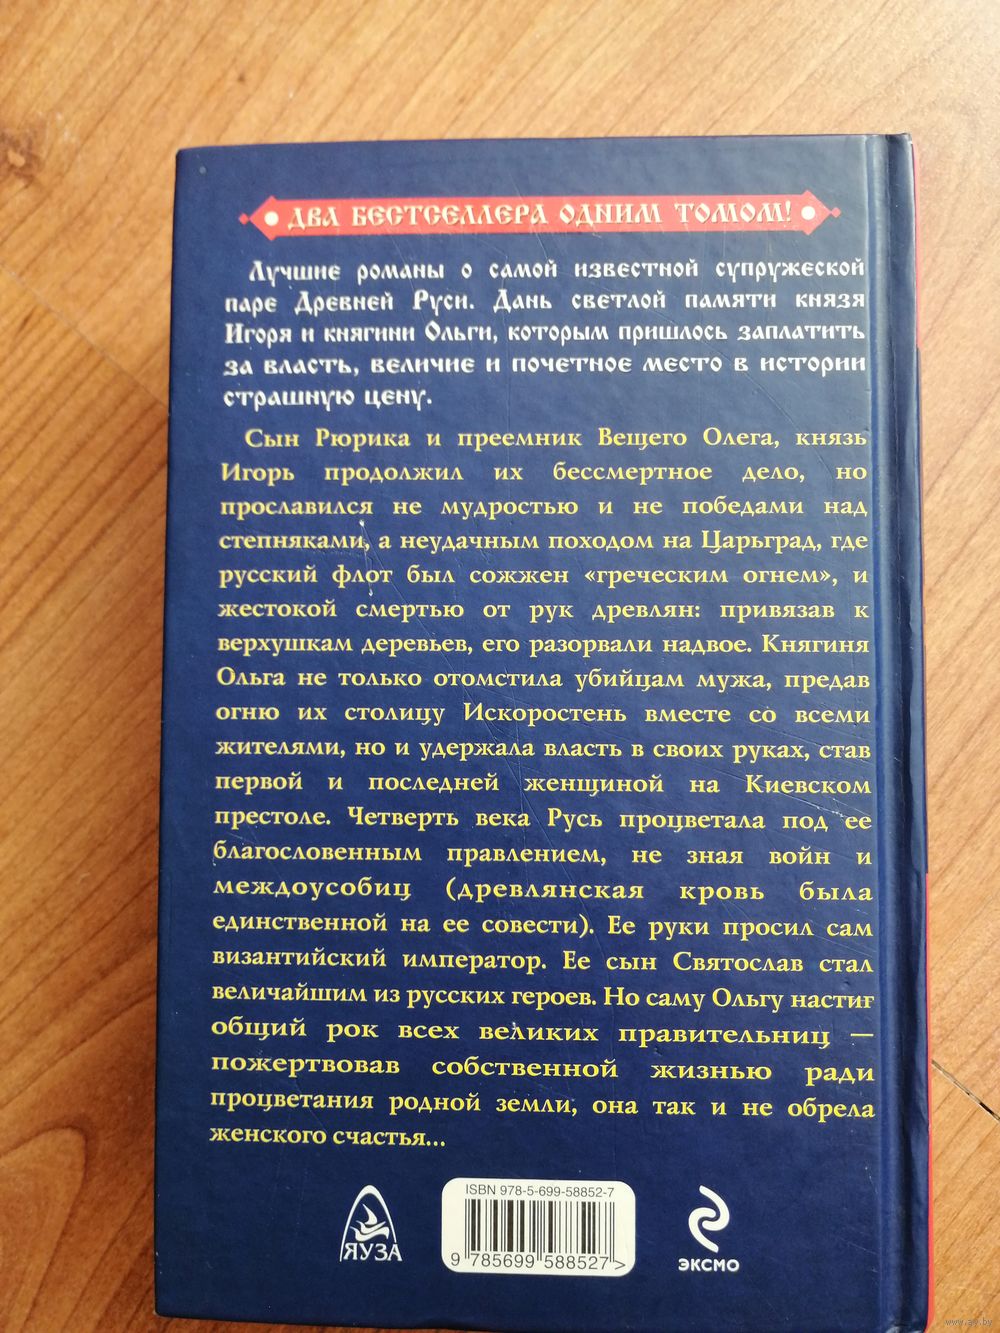 ДВА БЕСТСЕЛЛЕРА ОДНИМ ТОМОМ!
Лучшие романы о самой известной супружеской
паре Древней Руси. Дань светлой памяти князя
Игоря и княгини Ольги, которым пришлось заплатить
за власть, величие и почетное место в истории
страшную цену.
Сын Рюрика и преемник Вещего Олега, князь
Игорь продолжил их бессмертное дело, но
прославился не мудростью и не победами над
степняками, а неудачным походом на Царьград, где
русский флот был сожжен «греческим огнем», и
жестокой смертью от рук древлян: привязав к
верхушкам деревьев, его разорвали надвое. Княгиня
Ольга не только отомстила убийцам мужа, предав
огню их столицу Искоростень вместе со всеми
жителями, но и удержала власть в своих руках, став
первой и последней женщиной на Киевском
престоле. Четверть века Русь процветала под ее
благословенным правлением, не зная войн и
междоусобиц (древлянская кровь была
единственной на ее совести). Ее руки просил сам
византийский император. Ее сын Святослав стал
величайшим из русских героев. Но саму Ольгу настиг
общий рок всех великих правительниц —
пожертвовав собственной жизнью ради
процветания родной земли, она так и не обрела
женского счастья...
ISBN 978-5-699-58852-7
9 785699 588527 >
ЯУЗА
ЭКСМО
www.ay.by